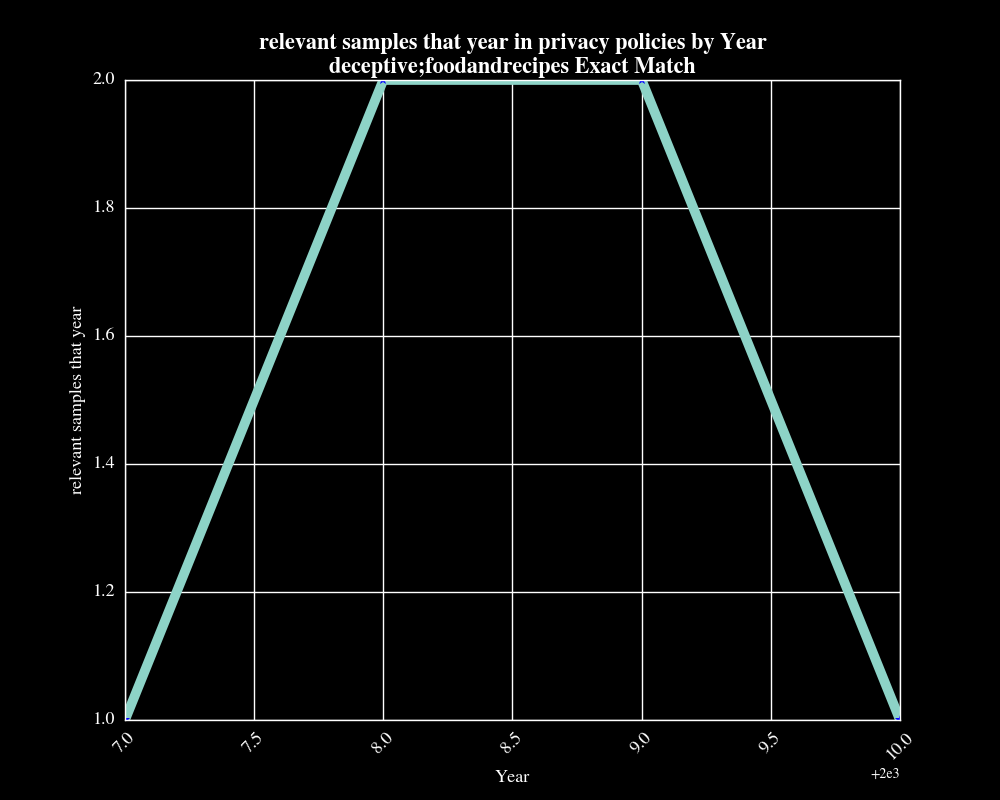 relevant samples that year in privacy policies by Year
deceptive;foodandrecipes Exact Match
2.0
1.8
1.6
1.4
1.2
1.0
relevant samples that year
7.0
7.5
8.0
8.5
9.0
9.5
10.0
Year
+2e3